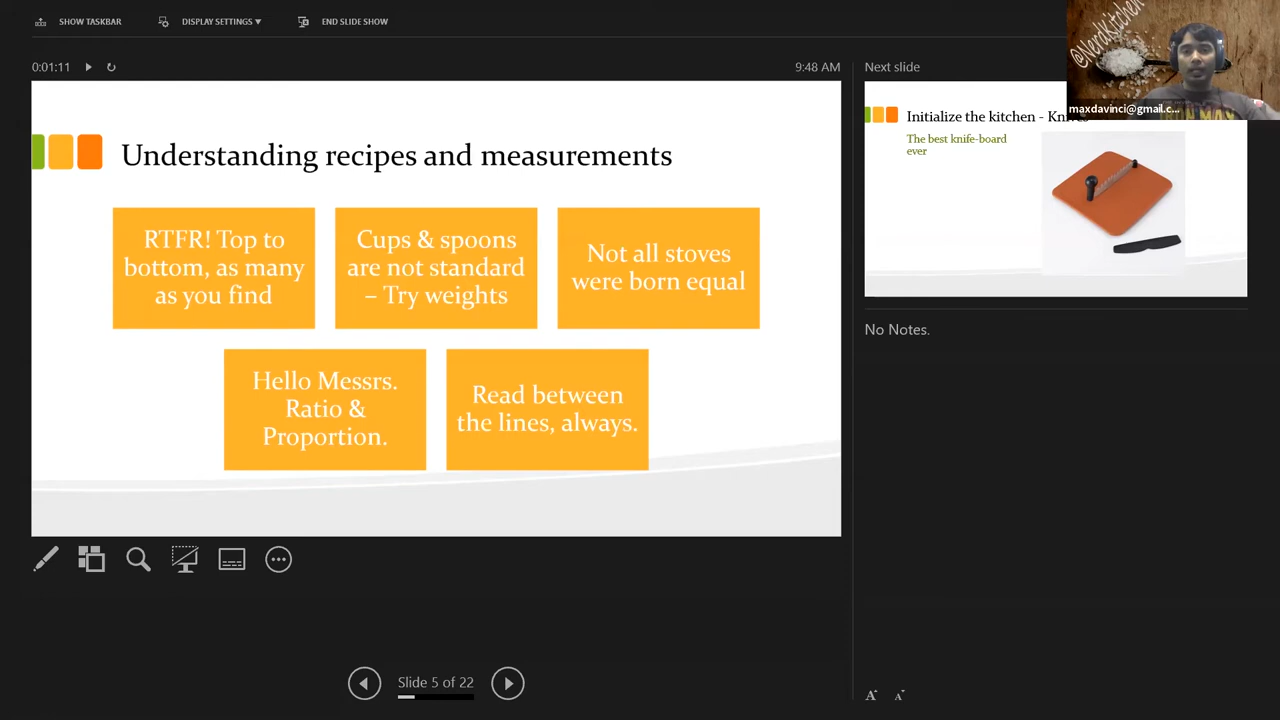 SHOW TASKBAR
DISPLAY SETTINGS ▼
END SLIDE SHOW
@NerdKitchen
maxdavinci@gmail.c...
0:01:11
9:48 AM
Understanding recipes and measurements
RTFR! Top to
bottom, as many
as you find
Cups & spoons
are not standard
– Try weights
Not all stoves
were born equal
Hello Messrs.
Ratio &
Proportion.
Read between
the lines, always.
Slide 5 of 22
Next slide
Initialize the kitchen - Knives
The best knife-board
ever
No Notes.
A A